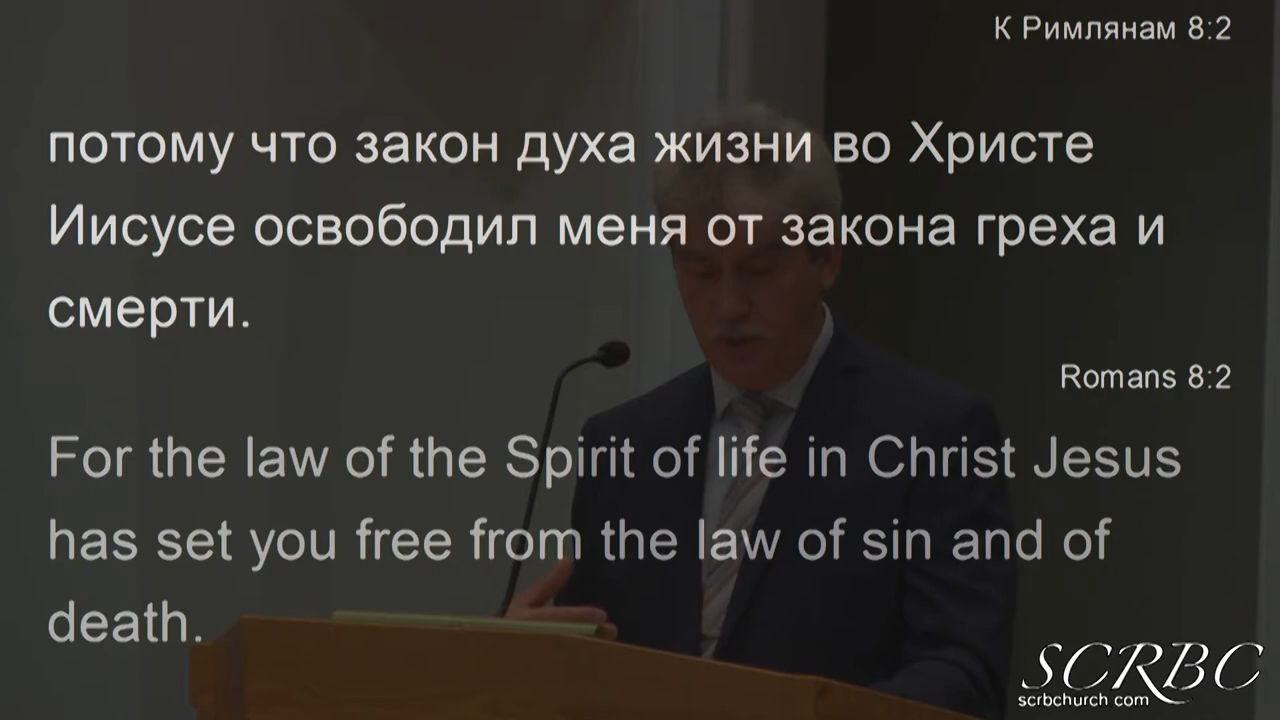 К Римлянам 8:2
потому что закон духа жизни во Христе
Иисусе освободил меня от закона греха и
смерти.
Romans 8:2
For the law of the Spirit of life in Christ Jesus
has set you free from the law of sin and of
death.
SCRBC
scrbchurch com